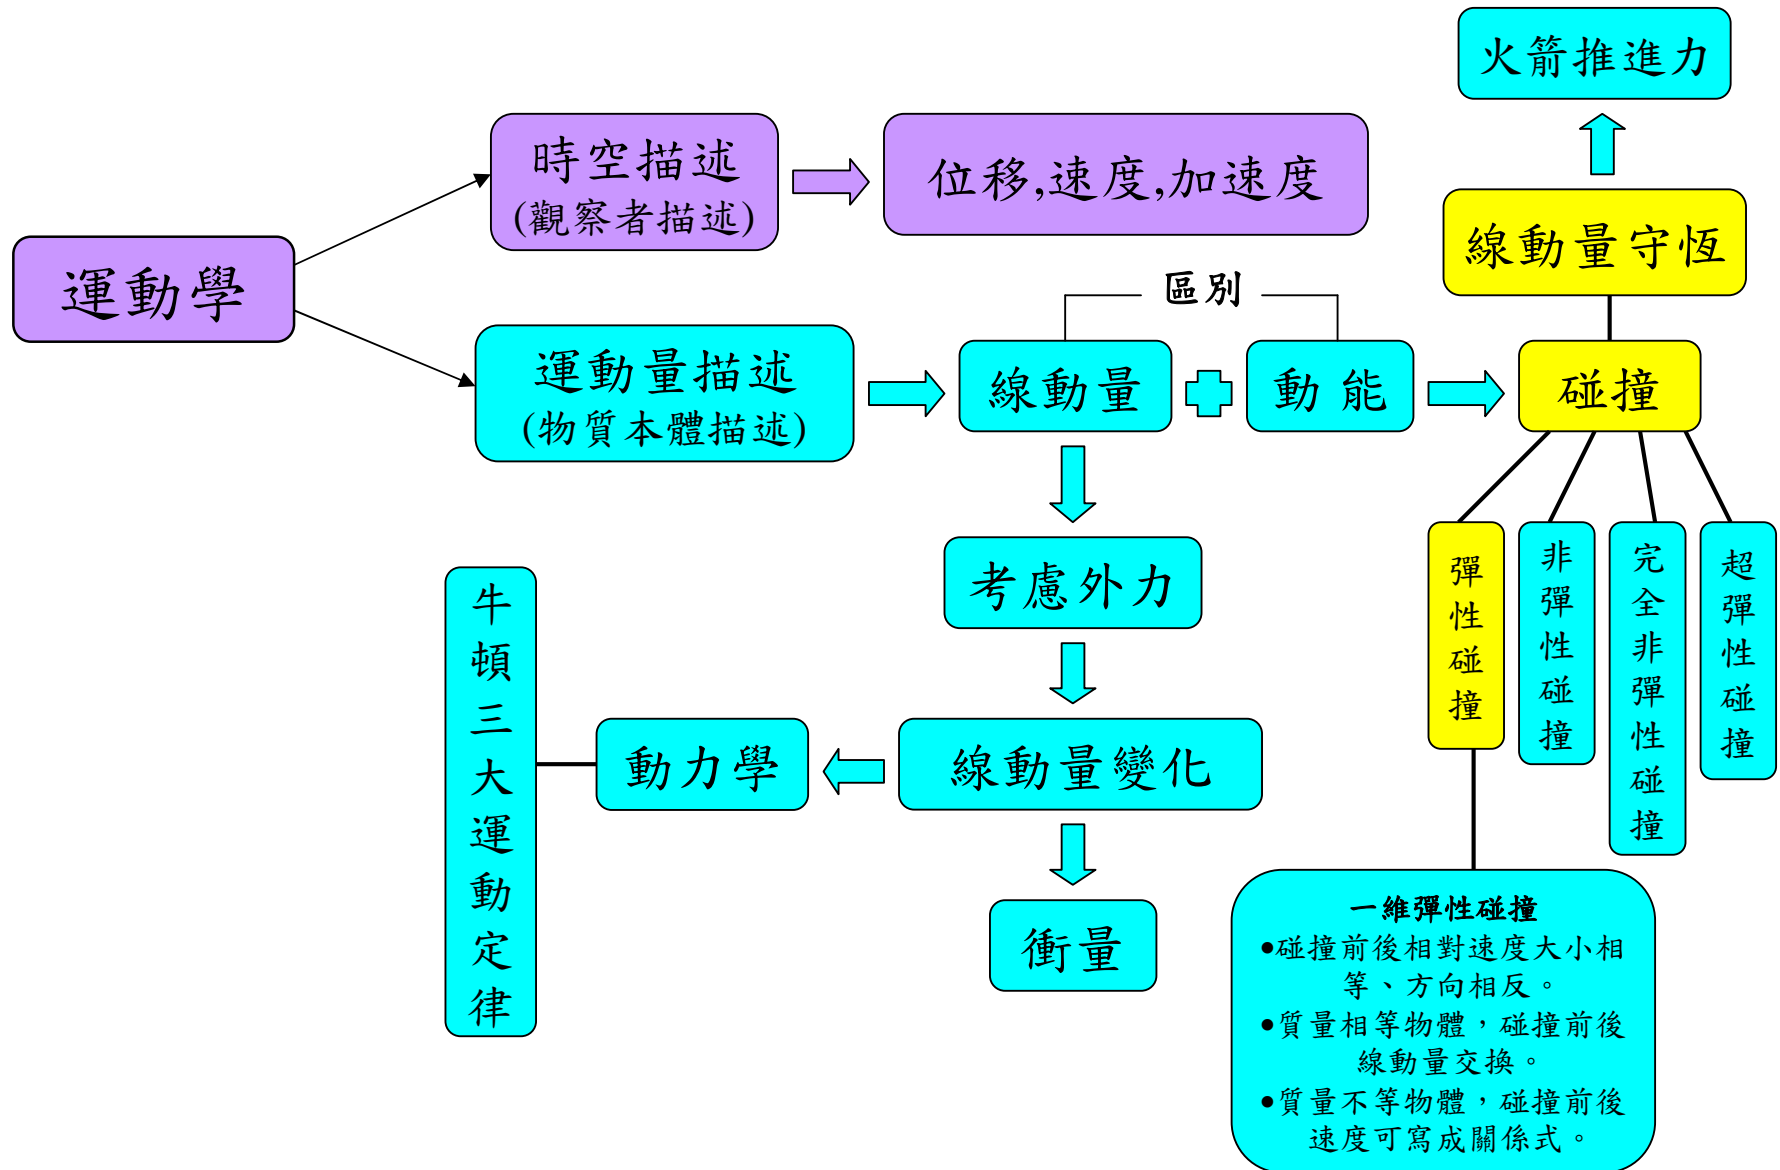 火箭推進力
時空描述
(觀察者描述)
位移,速度,加速度
線動量守恆
運動學
區別
運動量描述
(物質本體描述)
線動量
動能
碰撞
考慮外力
彈性碰撞
非彈性碰撞
完全非彈性碰撞
超彈性碰撞
牛頓三大運動定律
動力學
線動量變化
衝量
一維彈性碰撞
•碰撞前後相對速度大小相
等、方向相反。
•質量相等物體，碰撞前後
線動量交換。
•質量不等物體，碰撞前後
速度可寫成關係式。